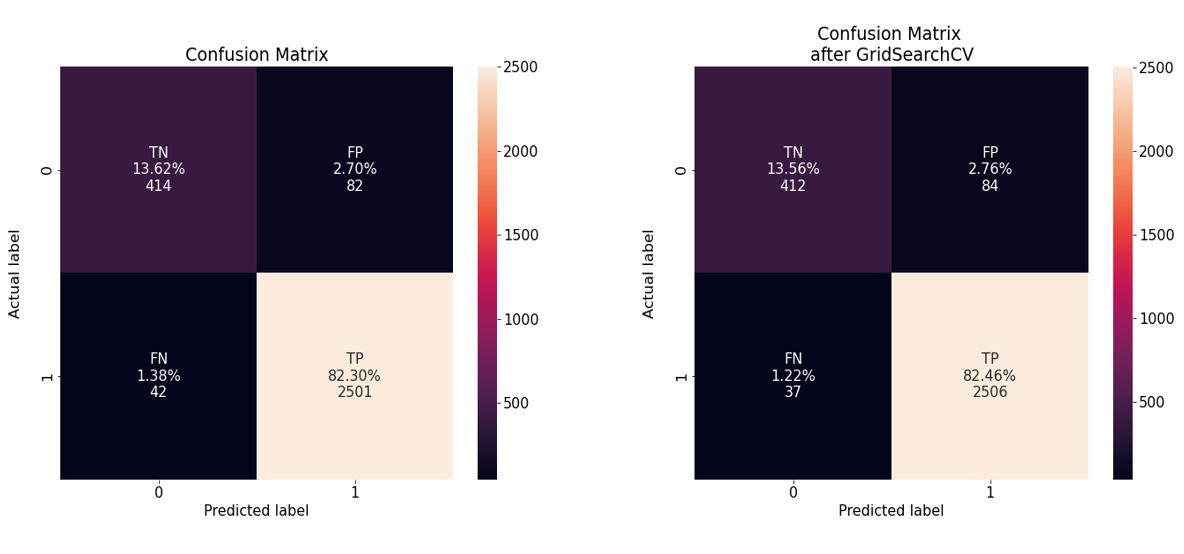 Confusion Matrix
TN
13.62%
414
FP
2.70%
82
FN
1.38%
42
TP
82.30%
2501
0
1
Actual label
0
1
Predicted label
2500
2000
1500
1000
500
Confusion Matrix
after GridSearchCV
TN
13.56%
412
FP
2.76%
84
FN
1.22%
37
TP
82.46%
2506
0
1
Actual label
0
1
Predicted label
2500
2000
1500
1000
500